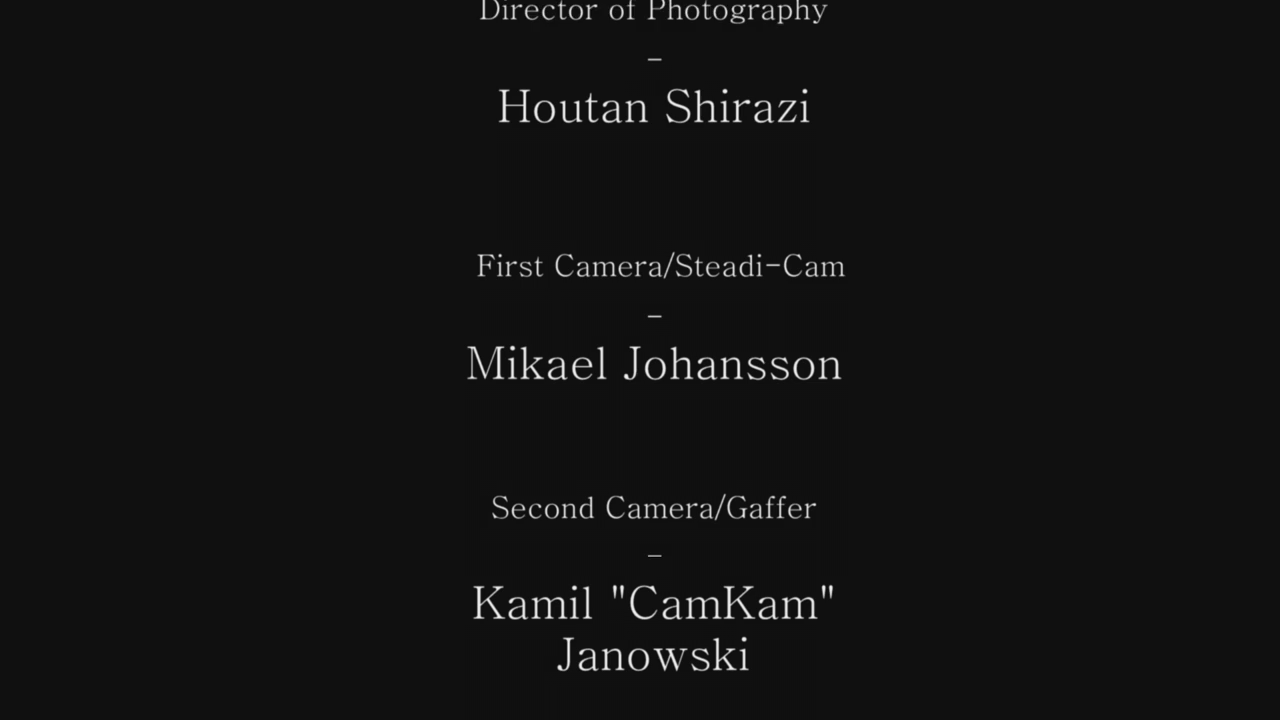 Director of Photography
–
Houtan Shirazi
First Camera/Steadi-Cam
–
Mikael Johansson
Second Camera/Gaffer
–
Kamil "CamKam"
Janowski